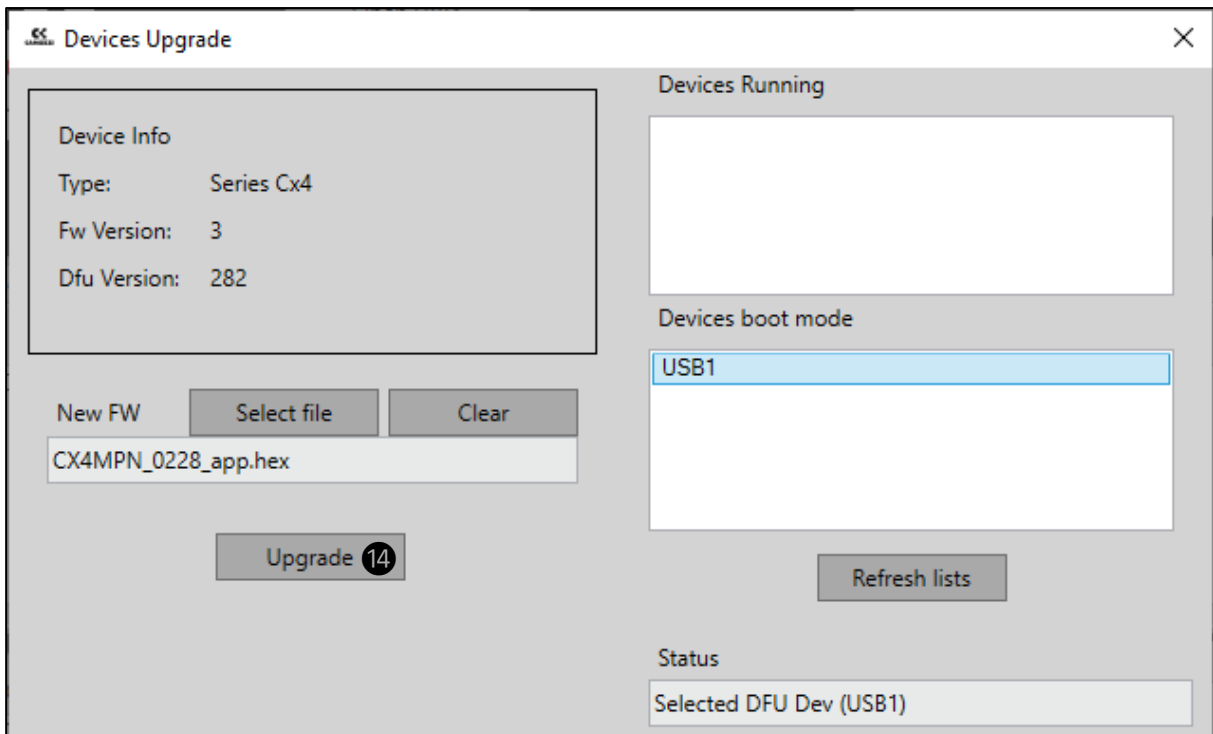 Devices Upgrade
Device Info
Type: Series Cx4
Fw Version: 3
Dfu Version: 282
New FW Select file Clear
CX4MPN_0228_app.hex
Upgrade 14
Devices Running
Devices boot mode
USB1
Refresh lists
Status
Selected DFU Dev (USB1)